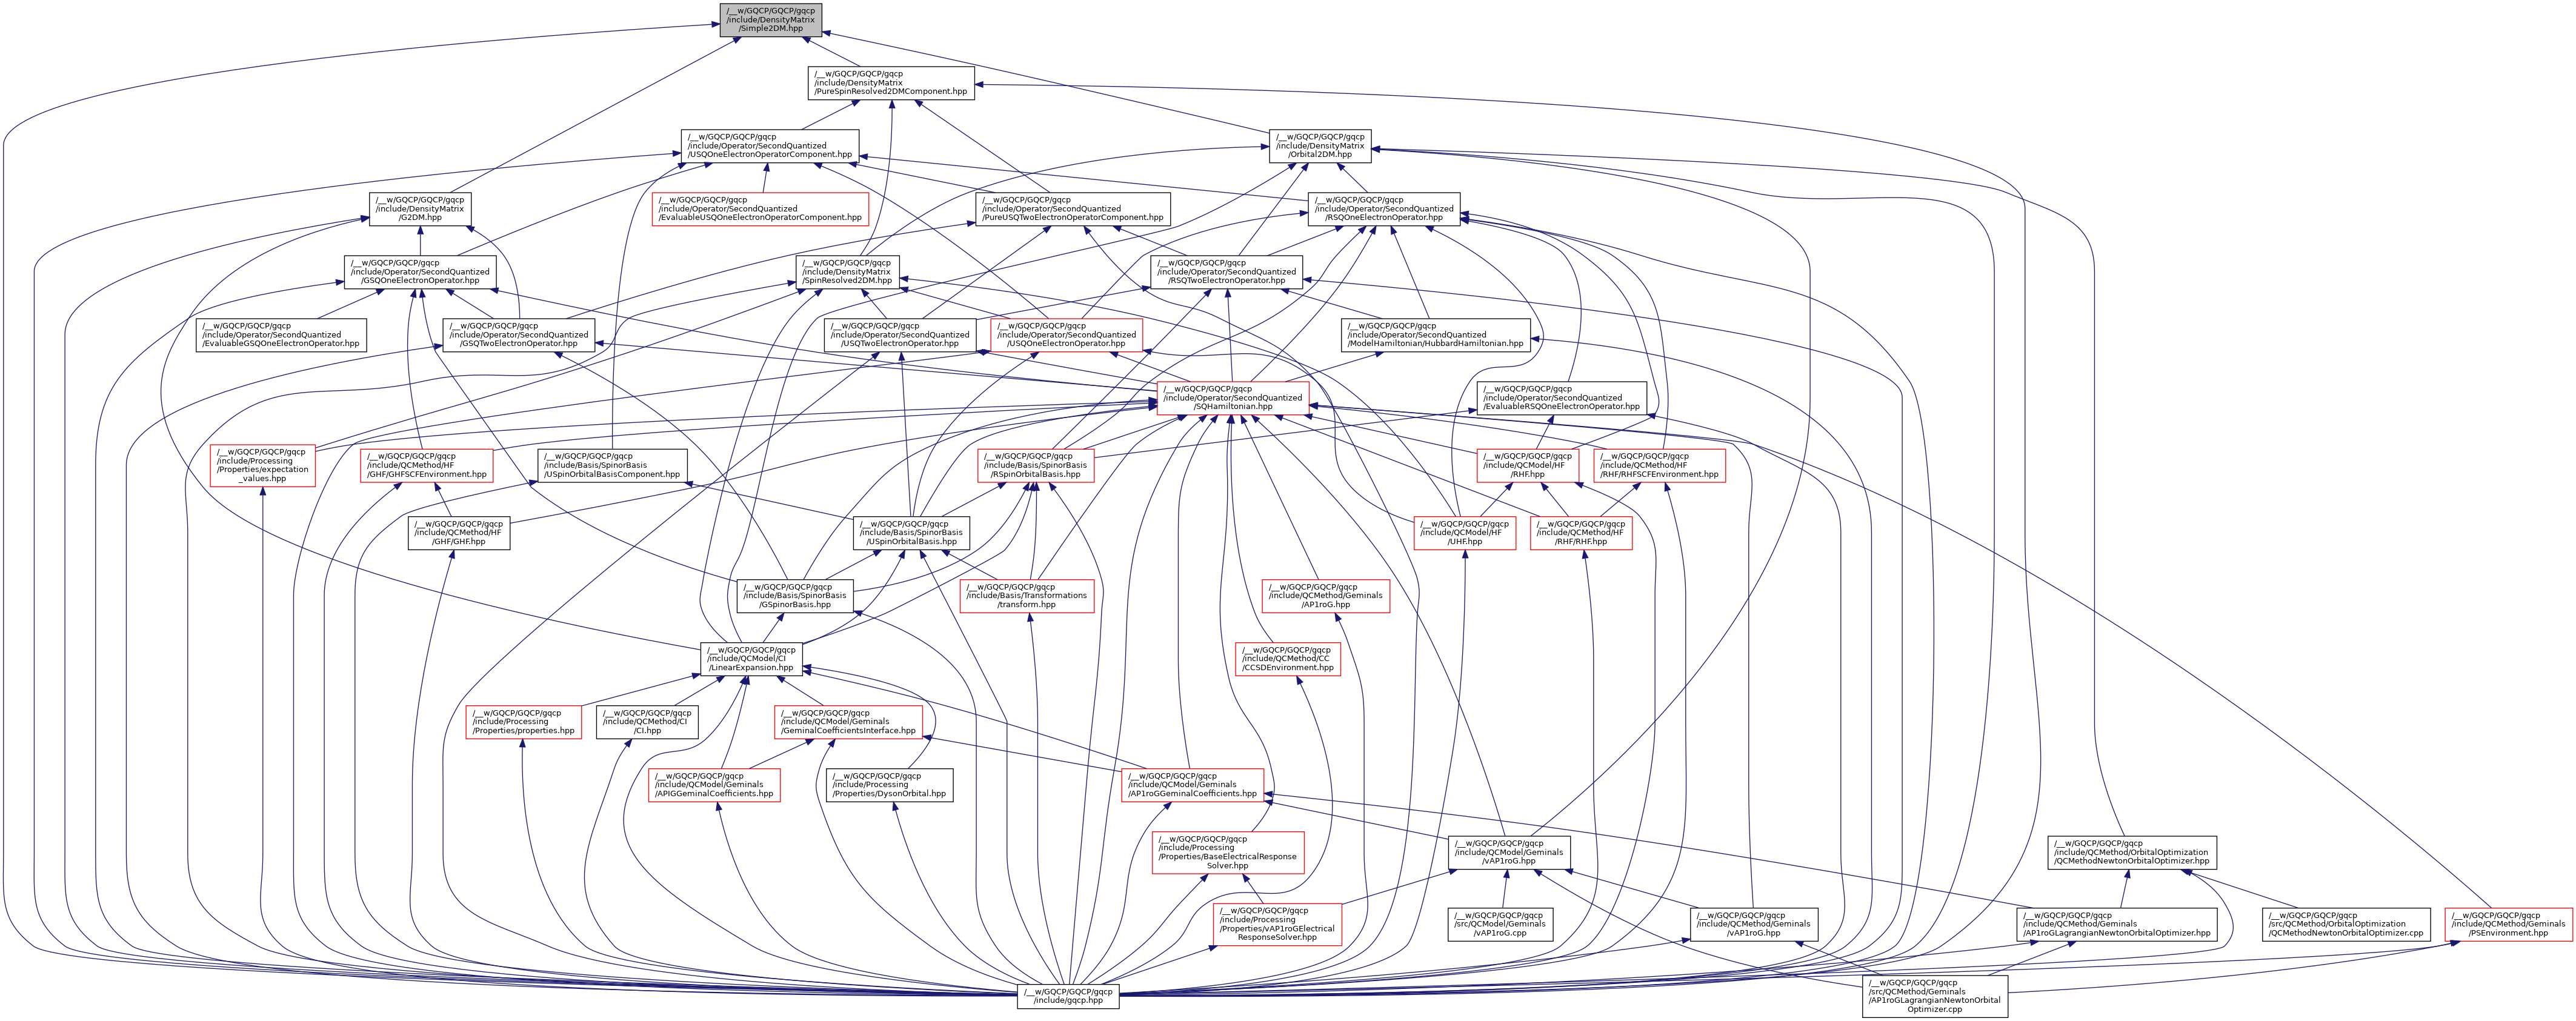 /__w/GQCP/GQCP/gqcp
/include/DensityMatrix
/Simple2DM.hpp
/__w/GQCP/GQCP/gqcp
/include/DensityMatrix
/PureSpinResolved2DMComponent.hpp
/__w/GQCP/GQCP/gqcp
/include/Operator/SecondQuantized
/USQOneElectronOperatorComponent.hpp
/__w/GQCP/GQCP/gqcp
/include/DensityMatrix
/Orbital2DM.hpp
/__w/GQCP/GQCP/gqcp
/include/DensityMatrix
/G2DM.hpp
/__w/GQCP/GQCP/gqcp
/include/Operator/SecondQuantized
/EvaluableUSQOneElectronOperatorComponent.hpp
/__w/GQCP/GQCP/gqcp
/include/Operator/SecondQuantized
/PureUSQTwoElectronOperatorComponent.hpp
/__w/GQCP/GQCP/gqcp
/include/Operator/SecondQuantized
/RSQOneElectronOperator.hpp
/__w/GQCP/GQCP/gqcp
/include/Operator/SecondQuantized
/GSQOneElectronOperator.hpp
/__w/GQCP/GQCP/gqcp
/include/DensityMatrix
/SpinResolved2DM.hpp
/__w/GQCP/GQCP/gqcp
/include/Operator/SecondQuantized
/RSQTwoElectronOperator.hpp
/__w/GQCP/GQCP/gqcp
/include/Operator/SecondQuantized
/EvaluableGSQOneElectronOperator.hpp
/__w/GQCP/GQCP/gqcp
/include/Operator/SecondQuantized
/GSQTwoElectronOperator.hpp
/__w/GQCP/GQCP/gqcp
/include/Operator/SecondQuantized
/USQTwoElectronOperator.hpp
/__w/GQCP/GQCP/gqcp
/include/Operator/SecondQuantized
/USQOneElectronOperator.hpp
/__w/GQCP/GQCP/gqcp
/include/Operator/SecondQuantized
/ModelHamiltonian/HubbardHamiltonian.hpp
/__w/GQCP/GQCP/gqcp
/include/Operator/SecondQuantized
/SQHamiltonian.hpp
/__w/GQCP/GQCP/gqcp
/include/Operator/SecondQuantized
/EvaluableRSQOneElectronOperator.hpp
/__w/GQCP/GQCP/gqcp
/include/Processing
/Properties/expectation
_values.hpp
/__w/GQCP/GQCP/gqcp
/include/QCMethod/HF
/GHF/GHFSCFEnvironment.hpp
/__w/GQCP/GQCP/gqcp
/include/Basis/SpinorBasis
/USpinOrbitalBasisComponent.hpp
/__w/GQCP/GQCP/gqcp
/include/Basis/SpinorBasis
/RSpinOrbitalBasis.hpp
/__w/GQCP/GQCP/gqcp
/include/QCModel/HF
/RHF.hpp
/__w/GQCP/GQCP/gqcp
/include/QCMethod/HF
/RHF/RHFSCFEnvironment.hpp
/__w/GQCP/GQCP/gqcp
/include/QCMethod/HF
/GHF/GHF.hpp
/__w/GQCP/GQCP/gqcp
/include/Basis/SpinorBasis
/USpinOrbitalBasis.hpp
/__w/GQCP/GQCP/gqcp
/include/QCModel/HF
/UHF.hpp
/__w/GQCP/GQCP/gqcp
/include/QCMethod/HF
/RHF/RHF.hpp
/__w/GQCP/GQCP/gqcp
/include/Basis/SpinorBasis
/GSpinorBasis.hpp
/__w/GQCP/GQCP/gqcp
/include/Basis/Transformations
/transform.hpp
/__w/GQCP/GQCP/gqcp
/include/QCMethod/Geminals
/AP1roG.hpp
/__w/GQCP/GQCP/gqcp
/include/QCModel/CI
/LinearExpansion.hpp
/__w/GQCP/GQCP/gqcp
/include/QCMethod/CC
/CCSDEnvironment.hpp
/__w/GQCP/GQCP/gqcp
/include/Processing
/Properties/properties.hpp
/__w/GQCP/GQCP/gqcp
/include/QCMethod/CI
/CI.hpp
/__w/GQCP/GQCP/gqcp
/include/QCModel/Geminals
/GeminalCoefficientsInterface.hpp
/__w/GQCP/GQCP/gqcp
/include/QCModel/Geminals
/APIGGeminalCoefficients.hpp
/__w/GQCP/GQCP/gqcp
/include/Processing
/Properties/DysonOrbital.hpp
/__w/GQCP/GQCP/gqcp
/include/QCModel/Geminals
/AP1roGGeminalCoefficients.hpp
/__w/GQCP/GQCP/gqcp
/include/Processing
/Properties/BaseElectricalResponse
Solver.hpp
/__w/GQCP/GQCP/gqcp
/include/QCModel/Geminals
/vAP1roG.hpp
/__w/GQCP/GQCP/gqcp
/include/QCMethod/OrbitalOptimization
/QCMethodNewtonOrbitalOptimizer.hpp
/__w/GQCP/GQCP/gqcp
/include/Processing
/Properties/vAP1roGElectrical
ResponseSolver.hpp
/__w/GQCP/GQCP/gqcp
/src/QCModel/Geminals
/vAP1roG.cpp
/__w/GQCP/GQCP/gqcp
/include/QCMethod/Geminals
/vAP1roG.hpp
/__w/GQCP/GQCP/gqcp
/include/QCMethod/Geminals
/AP1roGLagrangianNewtonOrbitalOptimizer.hpp
/__w/GQCP/GQCP/gqcp
/src/QCMethod/OrbitalOptimization
/QCMethodNewtonOrbitalOptimizer.cpp
/__w/GQCP/GQCP/gqcp
/include/QCMethod/Geminals
/PSEnvironment.hpp
/__w/GQCP/GQCP/gqcp
/include/gqcp.hpp
/__w/GQCP/GQCP/gqcp
/src/QCMethod/Geminals
/AP1roGLagrangianNewtonOrbital
Optimizer.cpp